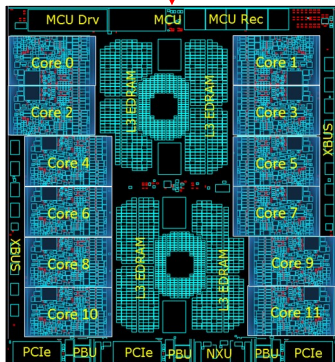 MCU Drv MCU MCU Rec
Core 0 Core 1
Core 2 L3 EDRAM L3 EDRAM Core 3
XBUS
Core 4 Core 5
Core 6 Core 7
XBUS
Core 8 L3 EDRAM L3 EDRAM Core 9
Core 10 Core 11
PCIe PBU PCIe PBU NXU PBU PCIe